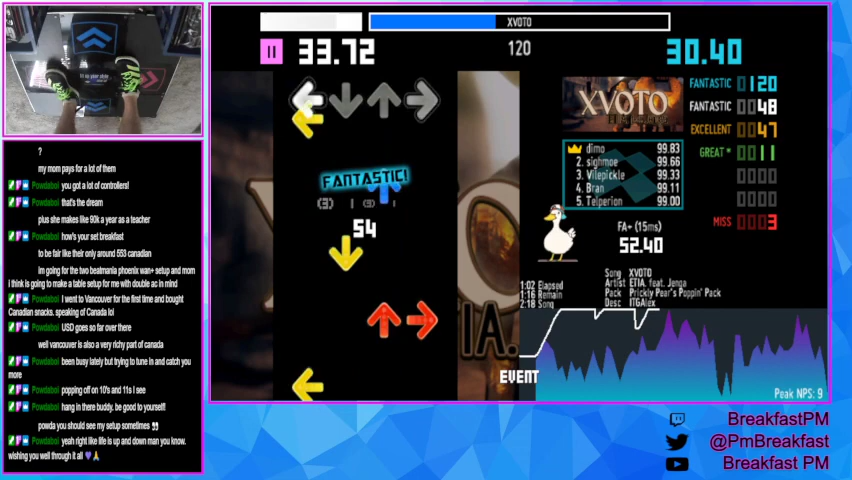 XVOTO
33.72
120
30.40
FANTASTIC 0120
FANTASTIC 0048
EXCELLENT 0047
GREAT* 0011
0000
0000
MISS 0003
XVOTO
dimo 99.83
2. sighmoe 99.66
3. Vilepickle 99.33
4. Bran 99.11
5. Telperion 99.00
FANTASTIC!
(3) | (9) |
54
FA+ (15ms)
52.40
1:02 Elapsed
1:16 Remain
2:18 Song
Song XVOTO
Artist ETIA. feat. Jenga
Pack Prickly Pear's Poppin' Pack
Desc ITGAlex
IA.
EVENT
Peak NPS: 9
?
my mom pays for a lot of them
Powdaboi you got a lot of controllers!
Powdaboi that's the dream
plus she makes like 90k a year as a teacher
Powdaboi how's your set breakfast
to be fair like their only around 553 canadian
im going for the two beatmania phoenix wan+ setup and mom
i think is going to make a table setup for me with double ac in mind
Powdaboi I went to Vancouver for the first time and bought
Canadian snacks. speaking of Canada lol
Powdaboi USD goes so far over there
well vancouver is also a very richy part of canada
Powdaboi been busy lately but trying to tune in and catch you
more
Powdaboi popping off on 10's and 11s I see
Powdaboi hang in there buddy. be good to yourself!
powda you should see my setup sometimes
Powdaboi yeah right like life is up and down man you know.
wishing you well through it all
BreakfastPM
@PmBreakfast
Breakfast PM